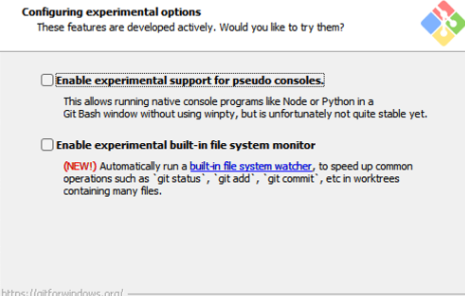 Configuring experimental options
These features are developed actively. Would you like to try them?
Enable experimental support for pseudo consoles.
This allows running native console programs like Node or Python in a
Git Bash window without using winpty, but is unfortunately not quite stable yet.
Enable experimental built-in file system monitor
(NEW!) Automatically run a built-in file system watcher, to speed up common
operations such as `git status`, `git add`, `git commit`, etc in worktrees
containing many files.
https://gitforwindows.org/